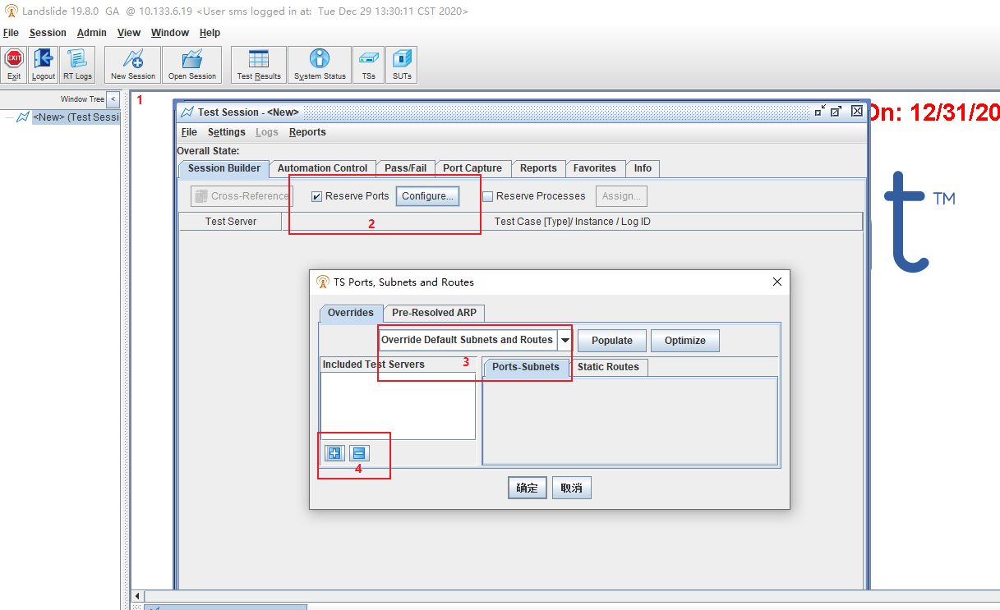 Landslide 19.8.0 GA @ 10.133.6.19 <User sms logged in at: Tue Dec 29 13:30:11 CST 2020>
File Session Admin View Window Help
Exit Logout RT Logs New Session Open Session Test Results System Status TSs SUTs
Window Tree <
<New> (Test Sessi
1
On: 12/31/20
Test Session - <New>
File Settings Logs Reports
Overall State:
Session Builder Automation Control Pass/Fail Port Capture Reports Favorites Info
Cross-Reference Reserve Ports Configure... Reserve Processes Assign...
2
Test Server Test Case [Type]/ Instance / Log ID
t™
TS Ports, Subnets and Routes
Overrides Pre-Resolved ARP
Override Default Subnets and Routes Populate Optimize
3
Included Test Servers Ports-Subnets Static Routes
4
确定 取消